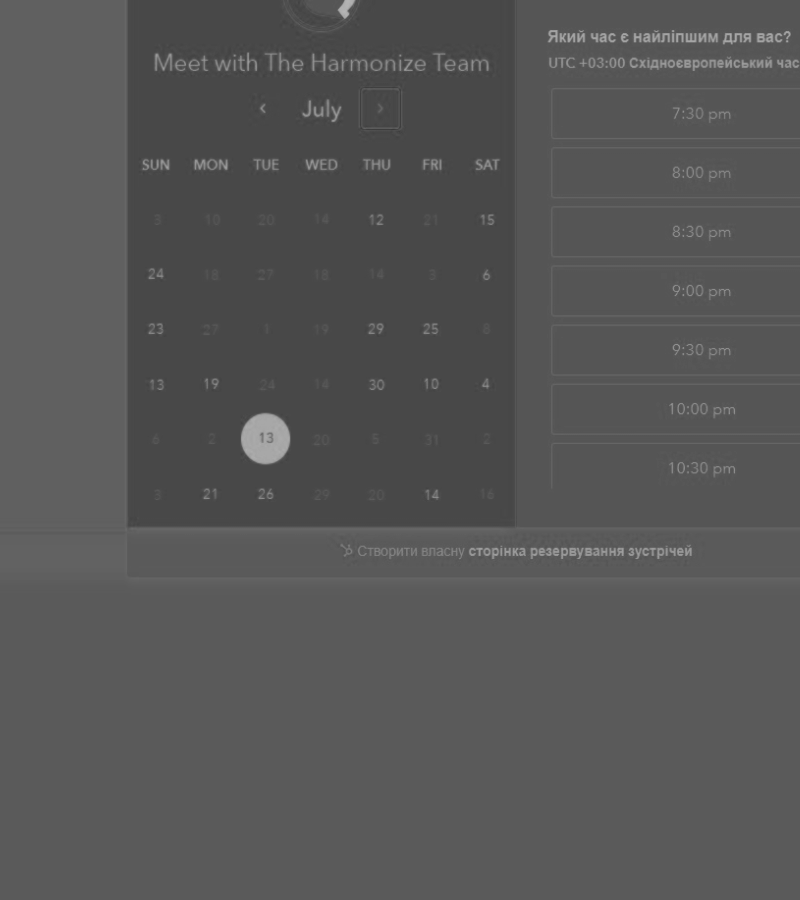 Meet with The Harmonize Team
July
SUN MON TUE WED THU FRI SAT
3 10 20 14 12 21 15
24 18 27 18 14 3 6
23 27 1 19 29 25 8
13 19 24 14 30 10 4
6 2 13 20 5 31 2
3 21 26 29 20 14 16
Який час є найліпшим для вас?
UTC +03:00 Східноєвропейський час
7:30 pm
8:00 pm
8:30 pm
9:00 pm
9:30 pm
10:00 pm
10:30 pm
Створити власну сторінка резервування зустрічей